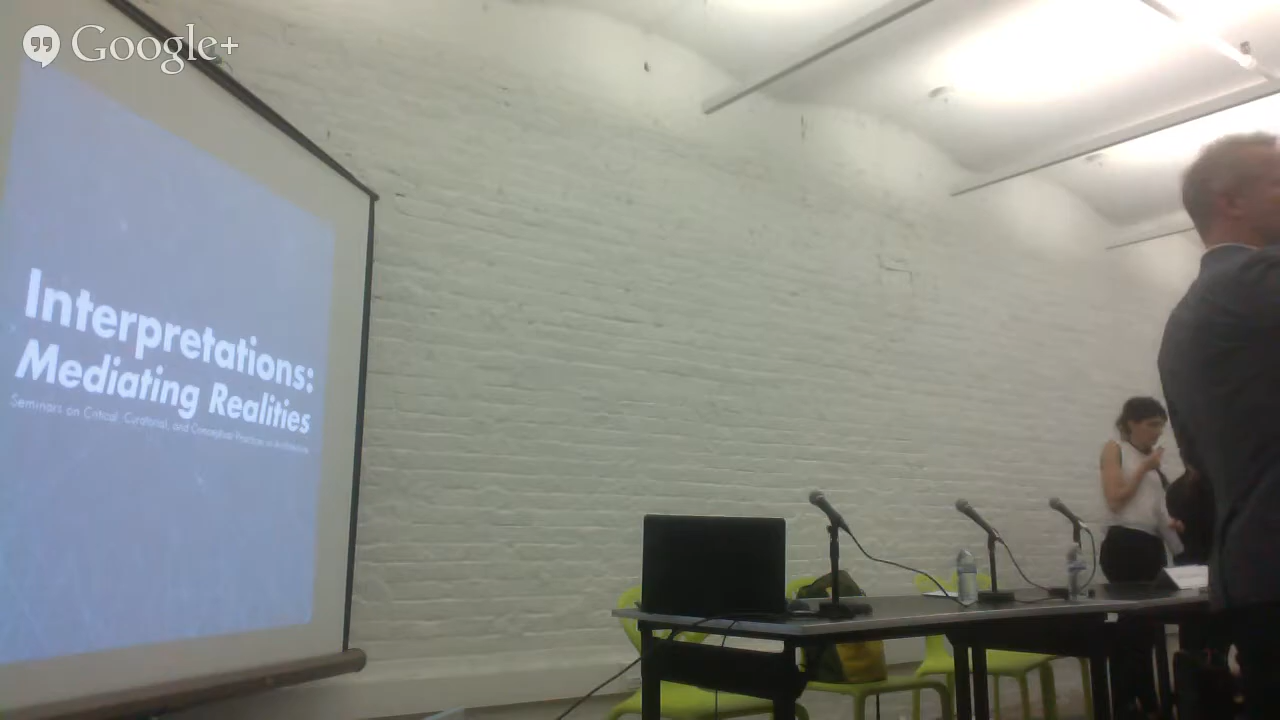 Google+
Interpretations:
Mediating Realities
Seminars on Critical, Curatorial, and Conceptual Practices in Architecture